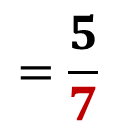 = 5/7